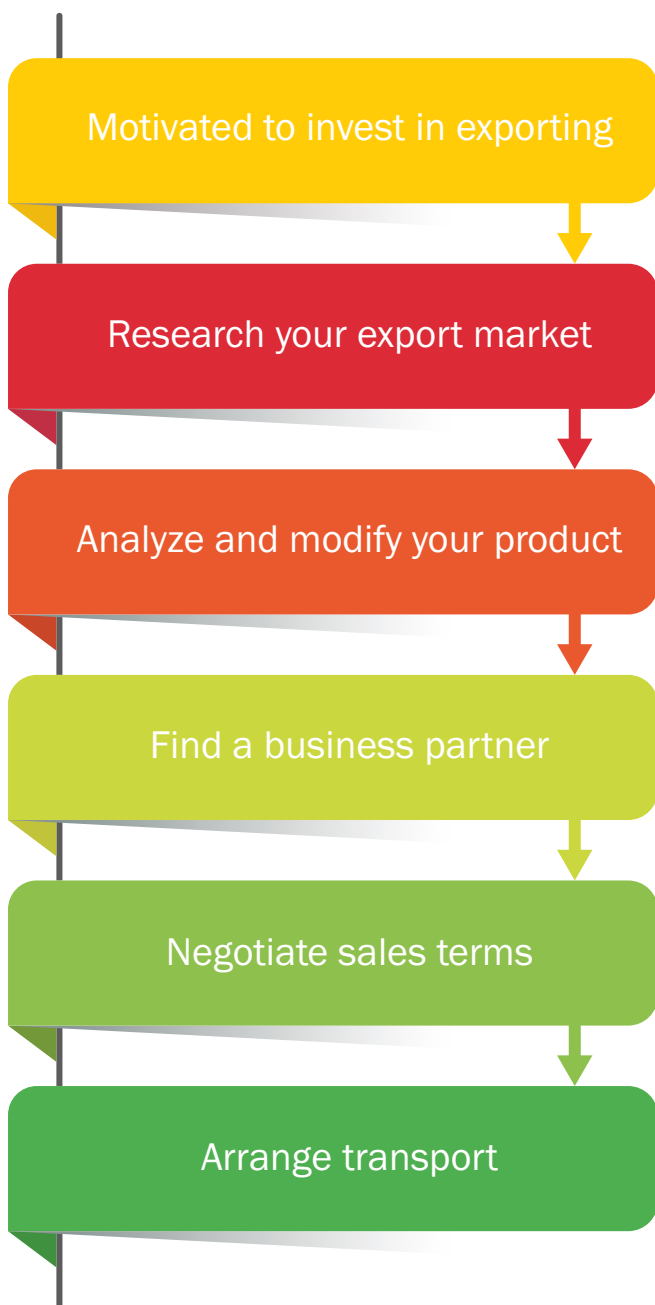 Motivated to invest in exporting
Research your export market
Analyze and modify your product
Find a business partner
Negotiate sales terms
Arrange transport